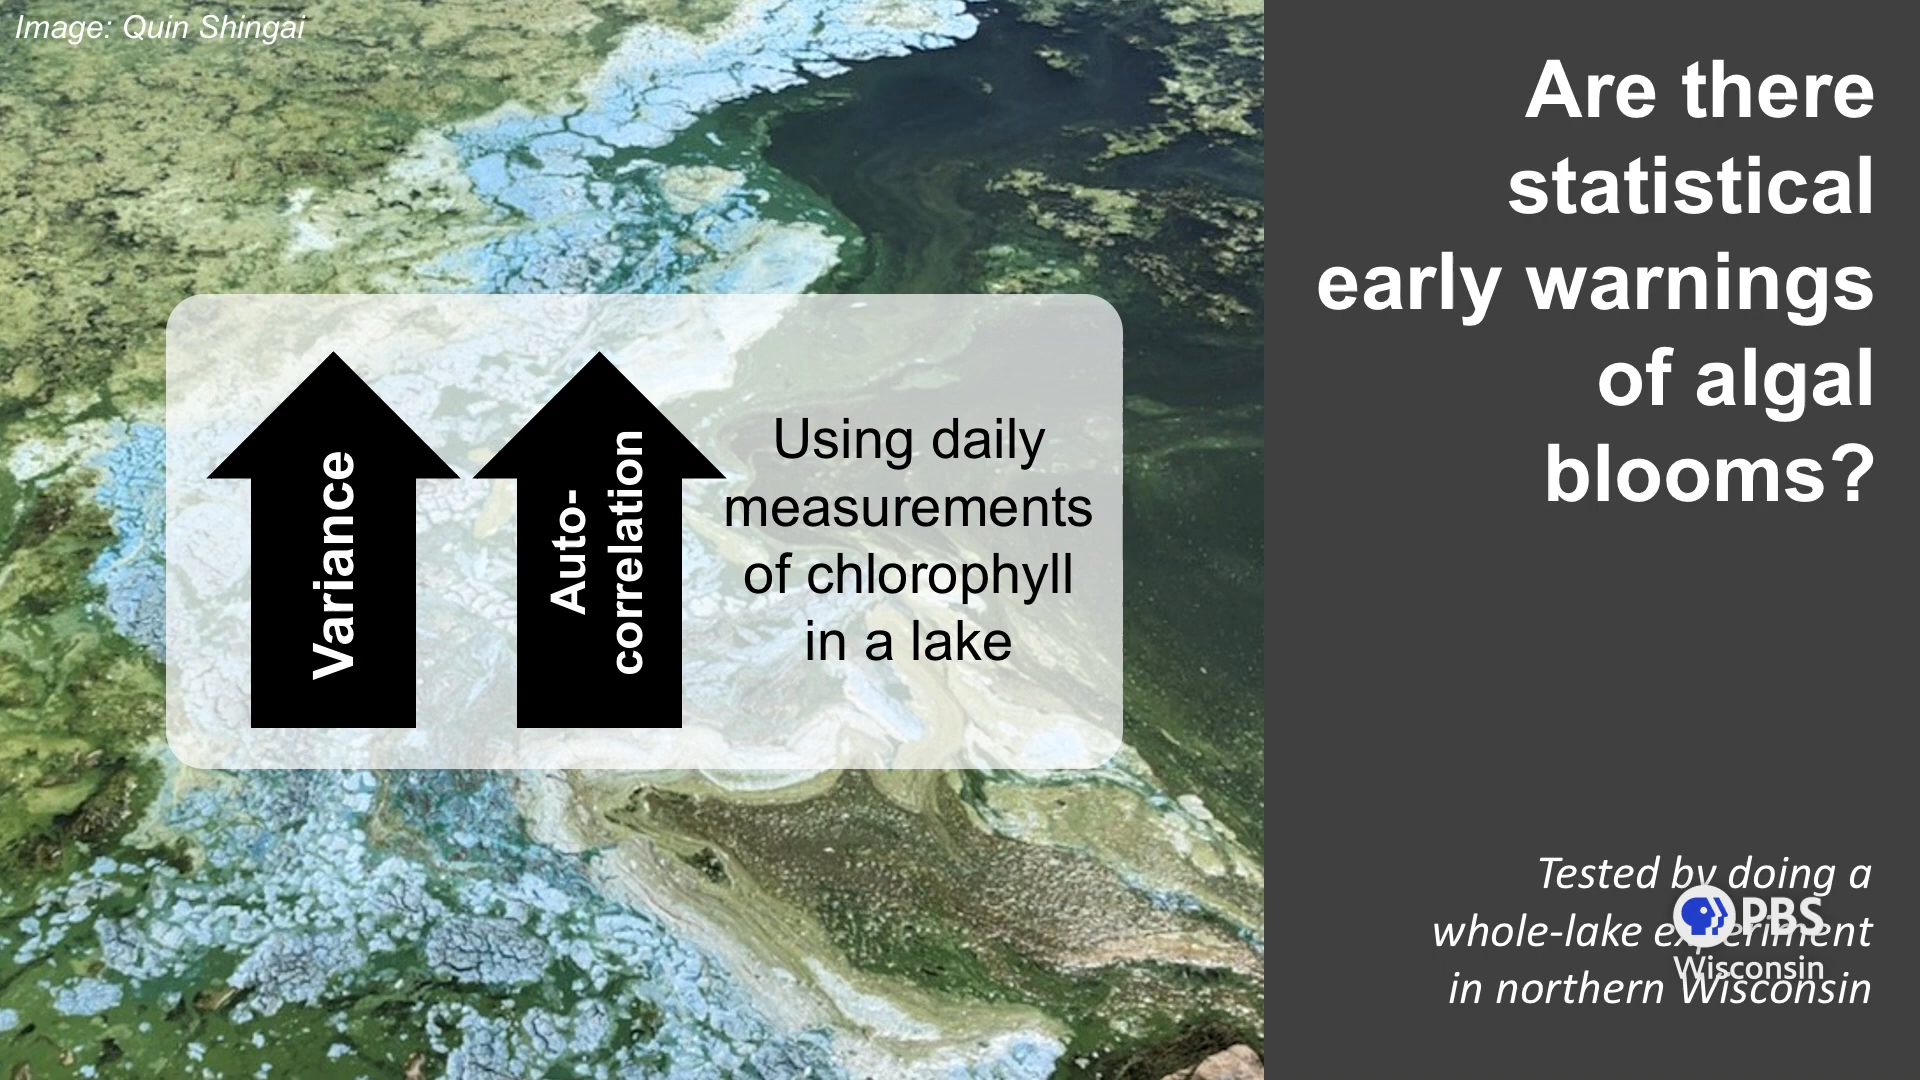 Image: Quin Shingai
Variance
Auto-
correlation
Using daily
measurements
of chlorophyll
in a lake
Are there
statistical
early warnings
of algal
blooms?
Tested by doing a
whole-lake experiment
in northern Wisconsin
PBS
Wisconsin